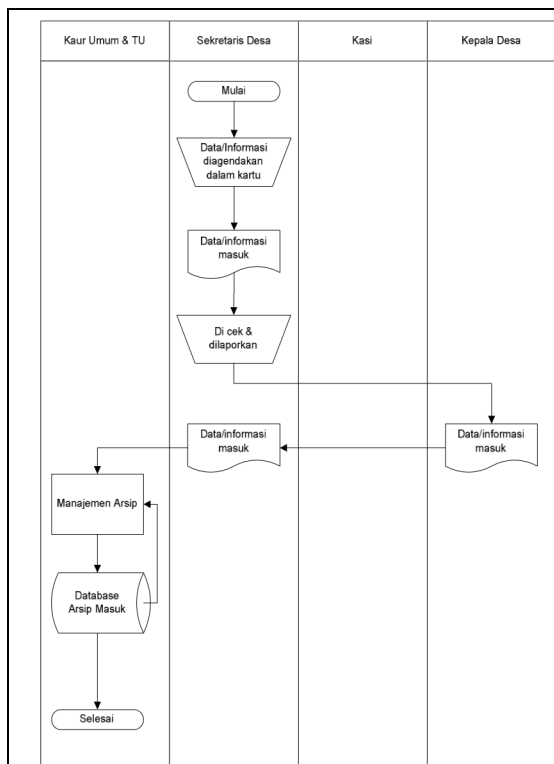 Kaur Umum & TU
Sekretaris Desa
Kasi
Kepala Desa
Mulai
Data/Informasi
diagendakan
dalam kartu
Data/informasi
masuk
Di cek &
dilaporkan
Data/informasi
masuk
Data/informasi
masuk
Manajemen Arsip
Database
Arsip Masuk
Selesai